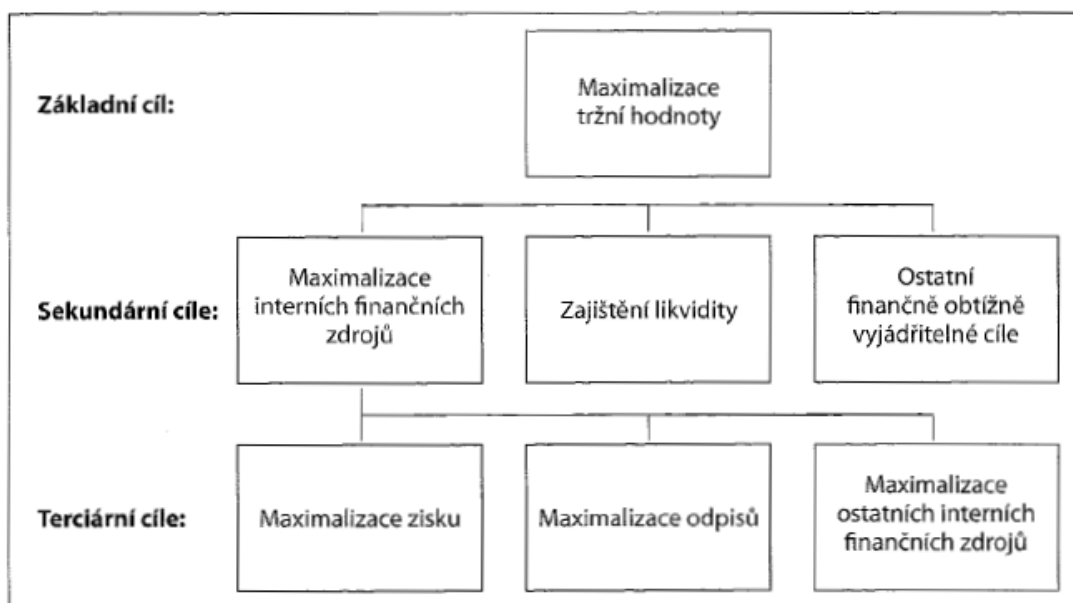 Základní cíl:
Maximalizace
tržní hodnoty
Sekundární cíle:
Maximalizace
interních finančních
zdrojů
Zajištění likvidity
Ostatní
finančně obtížně
vyjádřitelné cíle
Terciární cíle:
Maximalizace zisku
Maximalizace odpisů
Maximalizace
ostatních interních
finančních zdrojů